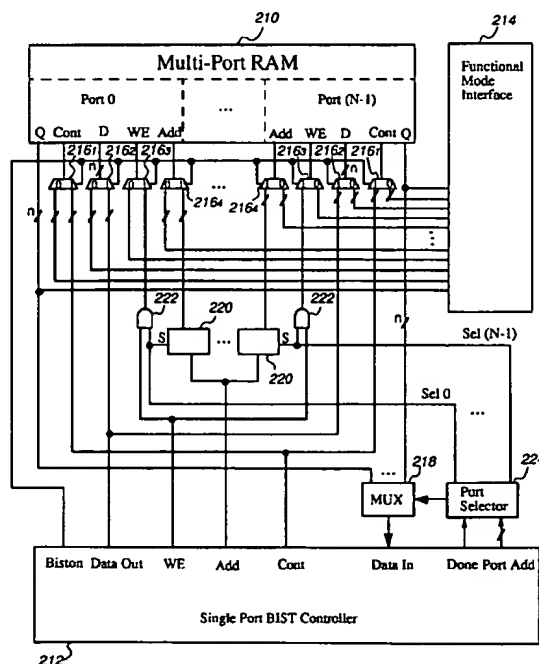 210
214
Multi-Port RAM
Functional
Mode
Interface
Port 0
...
Port (N-1)
Q Cont D WE Add
Add WE D Cont Q
216₁ 216₂ 216₃
216₃ 216₂ 216₁
n n
216₄ ... 216₄
n
222 220 222
S ... S
220
n
Sel (N-1)
Sel 0 ...
... 218
MUX
Port
Selector
Biston Data Out WE Add Cont Data In Done Port Add
Single Port BIST Controller
212